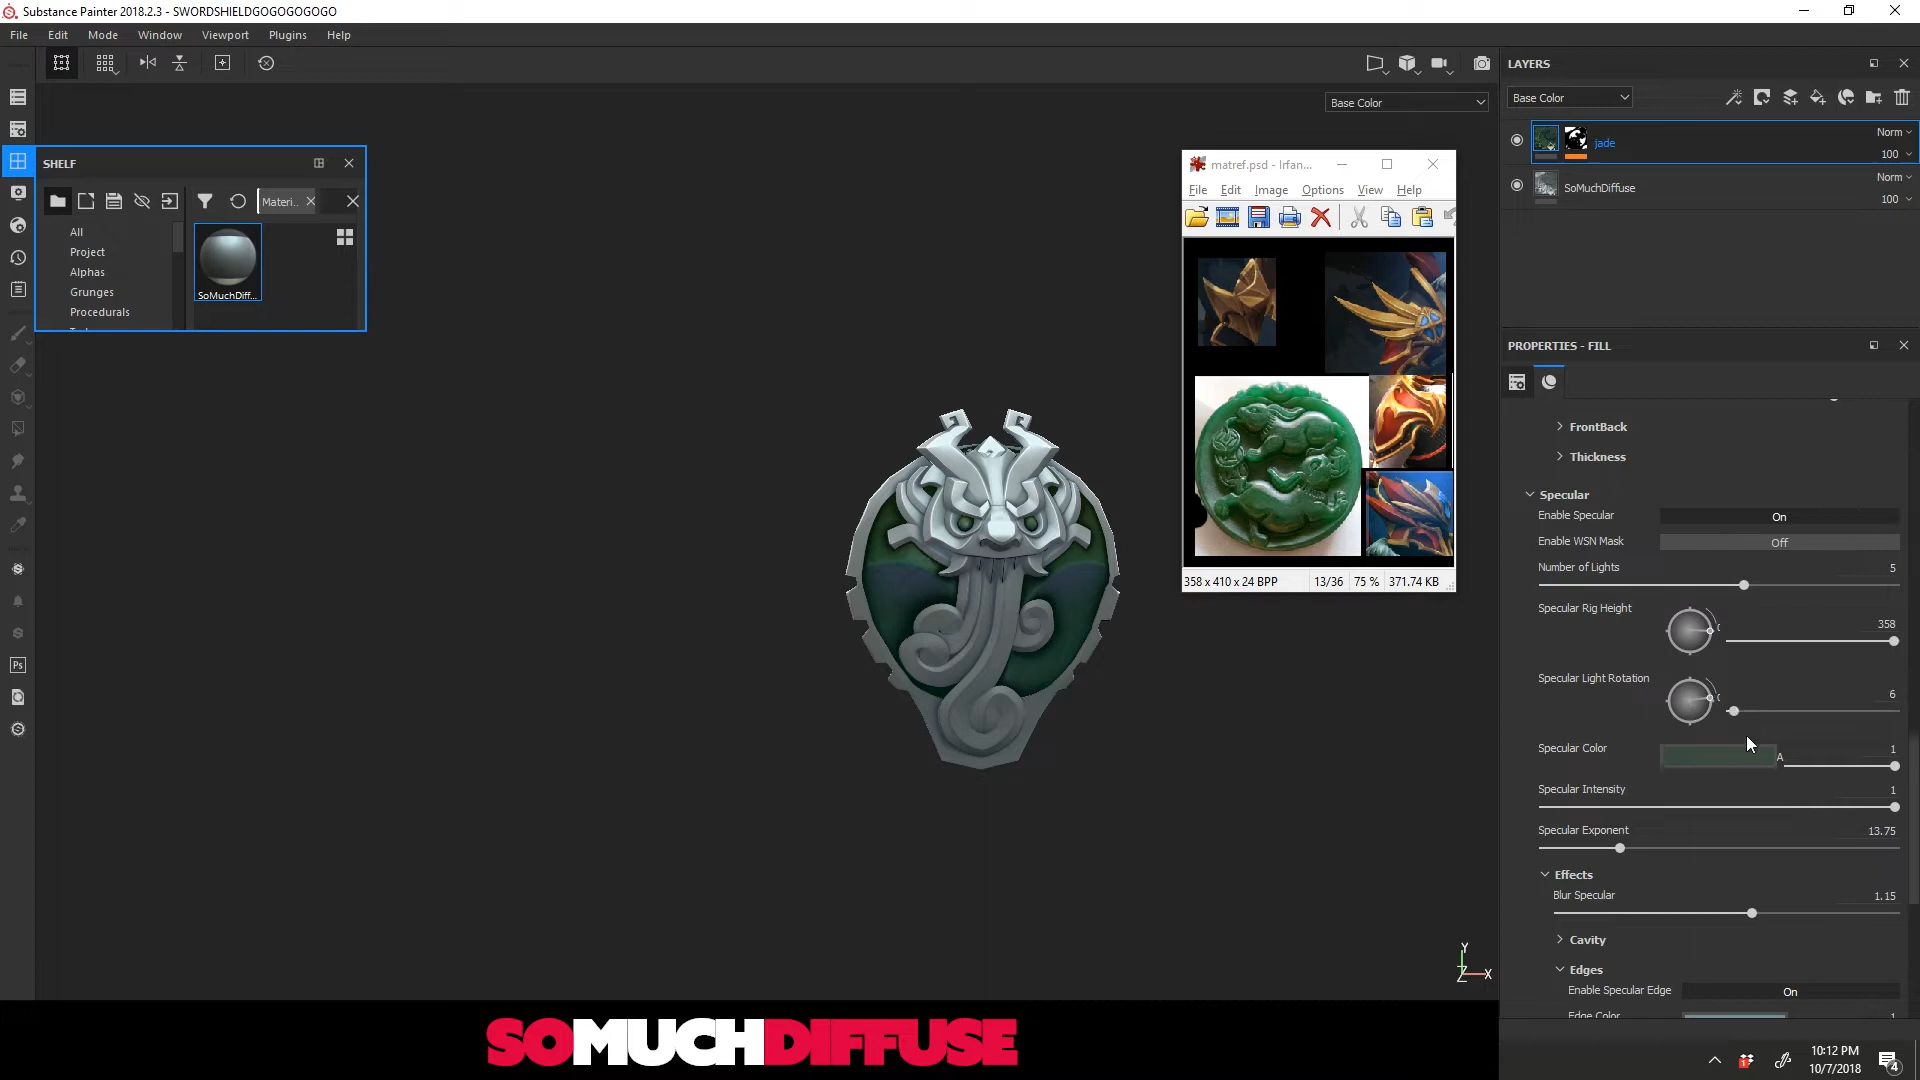 Substance Painter 2018.2.3 - SWORDSHIELDGOGOGOGOGO
File Edit Mode Window Viewport Plugins Help
Base Color
SHELF
Materi..
All
Project
Alphas
Grunges
Procedurals
SoMuchDiff...
matref.psd - Irfan...
File Edit Image Options View Help
358 x 410 x 24 BPP 13/36 75 % 371.74 KB
Y
Z X
SOMUCHDIFFUSE
LAYERS
Base Color
jade Norm
100
SoMuchDiffuse Norm
100
PROPERTIES - FILL
FrontBack
Thickness
Specular
Enable Specular On
Enable WSN Mask Off
Number of Lights 5
Specular Rig Height 358
Specular Light Rotation 6
Specular Color A 1
Specular Intensity 1
Specular Exponent 13.75
Effects
Blur Specular 1.15
Cavity
Edges
Enable Specular Edge On
Edge Color 1
Ps
10:12 PM
10/7/2018
4